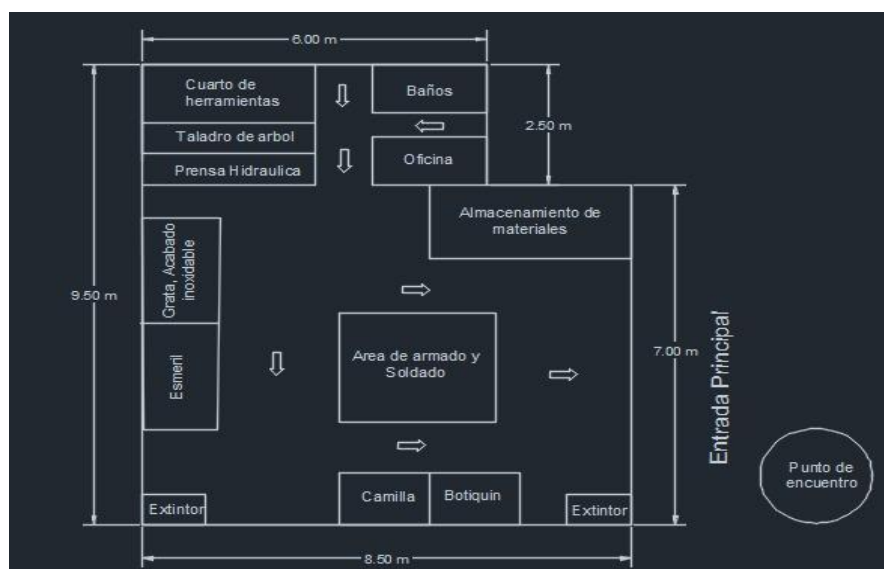 6.00 m
Cuarto de
herramientas
Baños
Taladro de arbol
2.50 m
Prensa Hidraulica
Oficina
Almacenamiento de
materiales
Grata, Acabado
inoxidable
9.50 m
Entrada Principal
7.00 m
Area de armado y
Soldado
Esmeril
Punto de
encuentro
Camilla
Botiquin
Extintor
Extintor
8.50 m